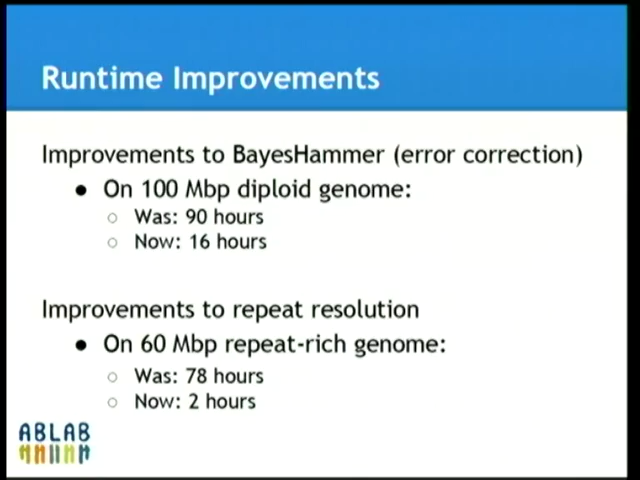 Runtime Improvements
Improvements to BayesHammer (error correction)
● On 100 Mbp diploid genome:
○ Was: 90 hours
○ Now: 16 hours
Improvements to repeat resolution
● On 60 Mbp repeat-rich genome:
○ Was: 78 hours
○ Now: 2 hours
ABLAB